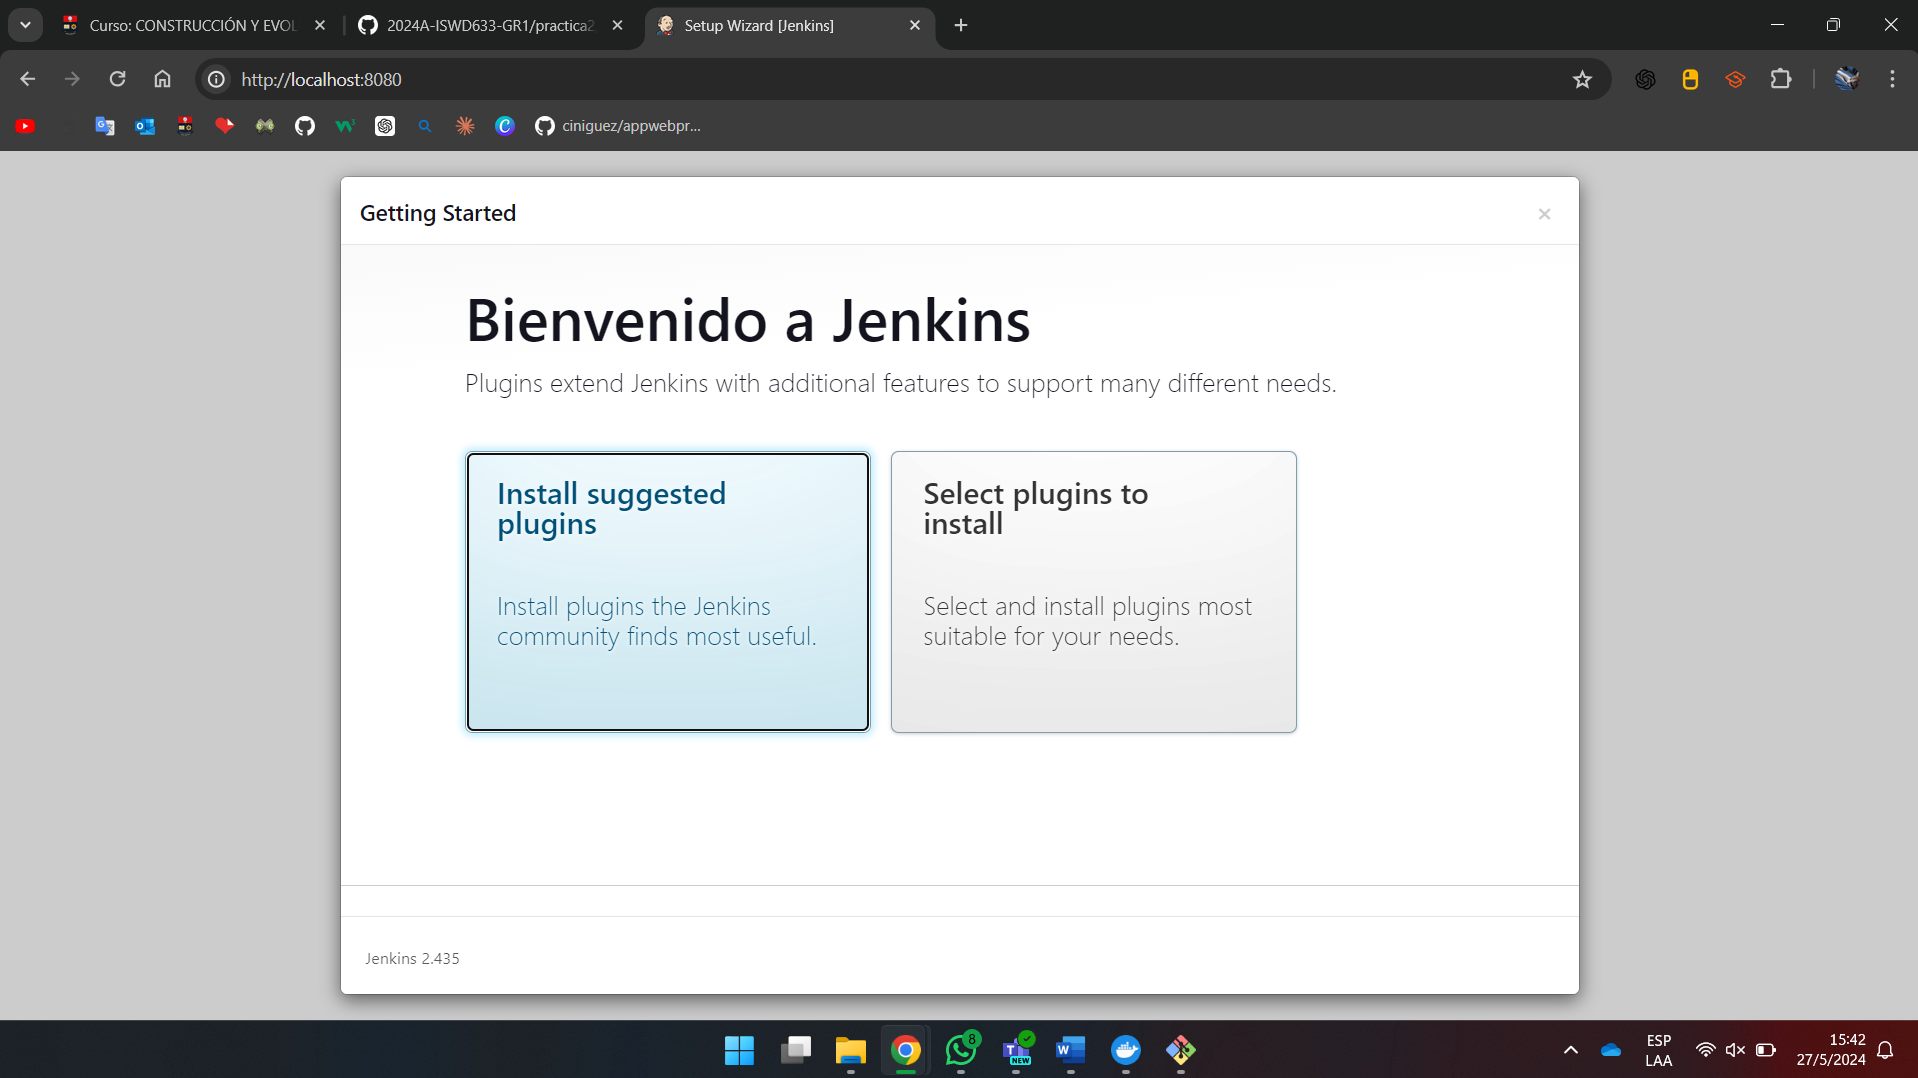 Curso: CONSTRUCCIÓN Y EVOL
2024A-ISWD633-GR1/practica2
Setup Wizard [Jenkins]
http://localhost:8080
ciniguez/appwebpr...
Getting Started
Bienvenido a Jenkins
Plugins extend Jenkins with additional features to support many different needs.
Install suggested
plugins
Install plugins the Jenkins
community finds most useful.
Select plugins to
install
Select and install plugins most
suitable for your needs.
Jenkins 2.435
8
NEW
ESP
LAA
15:42
27/5/2024